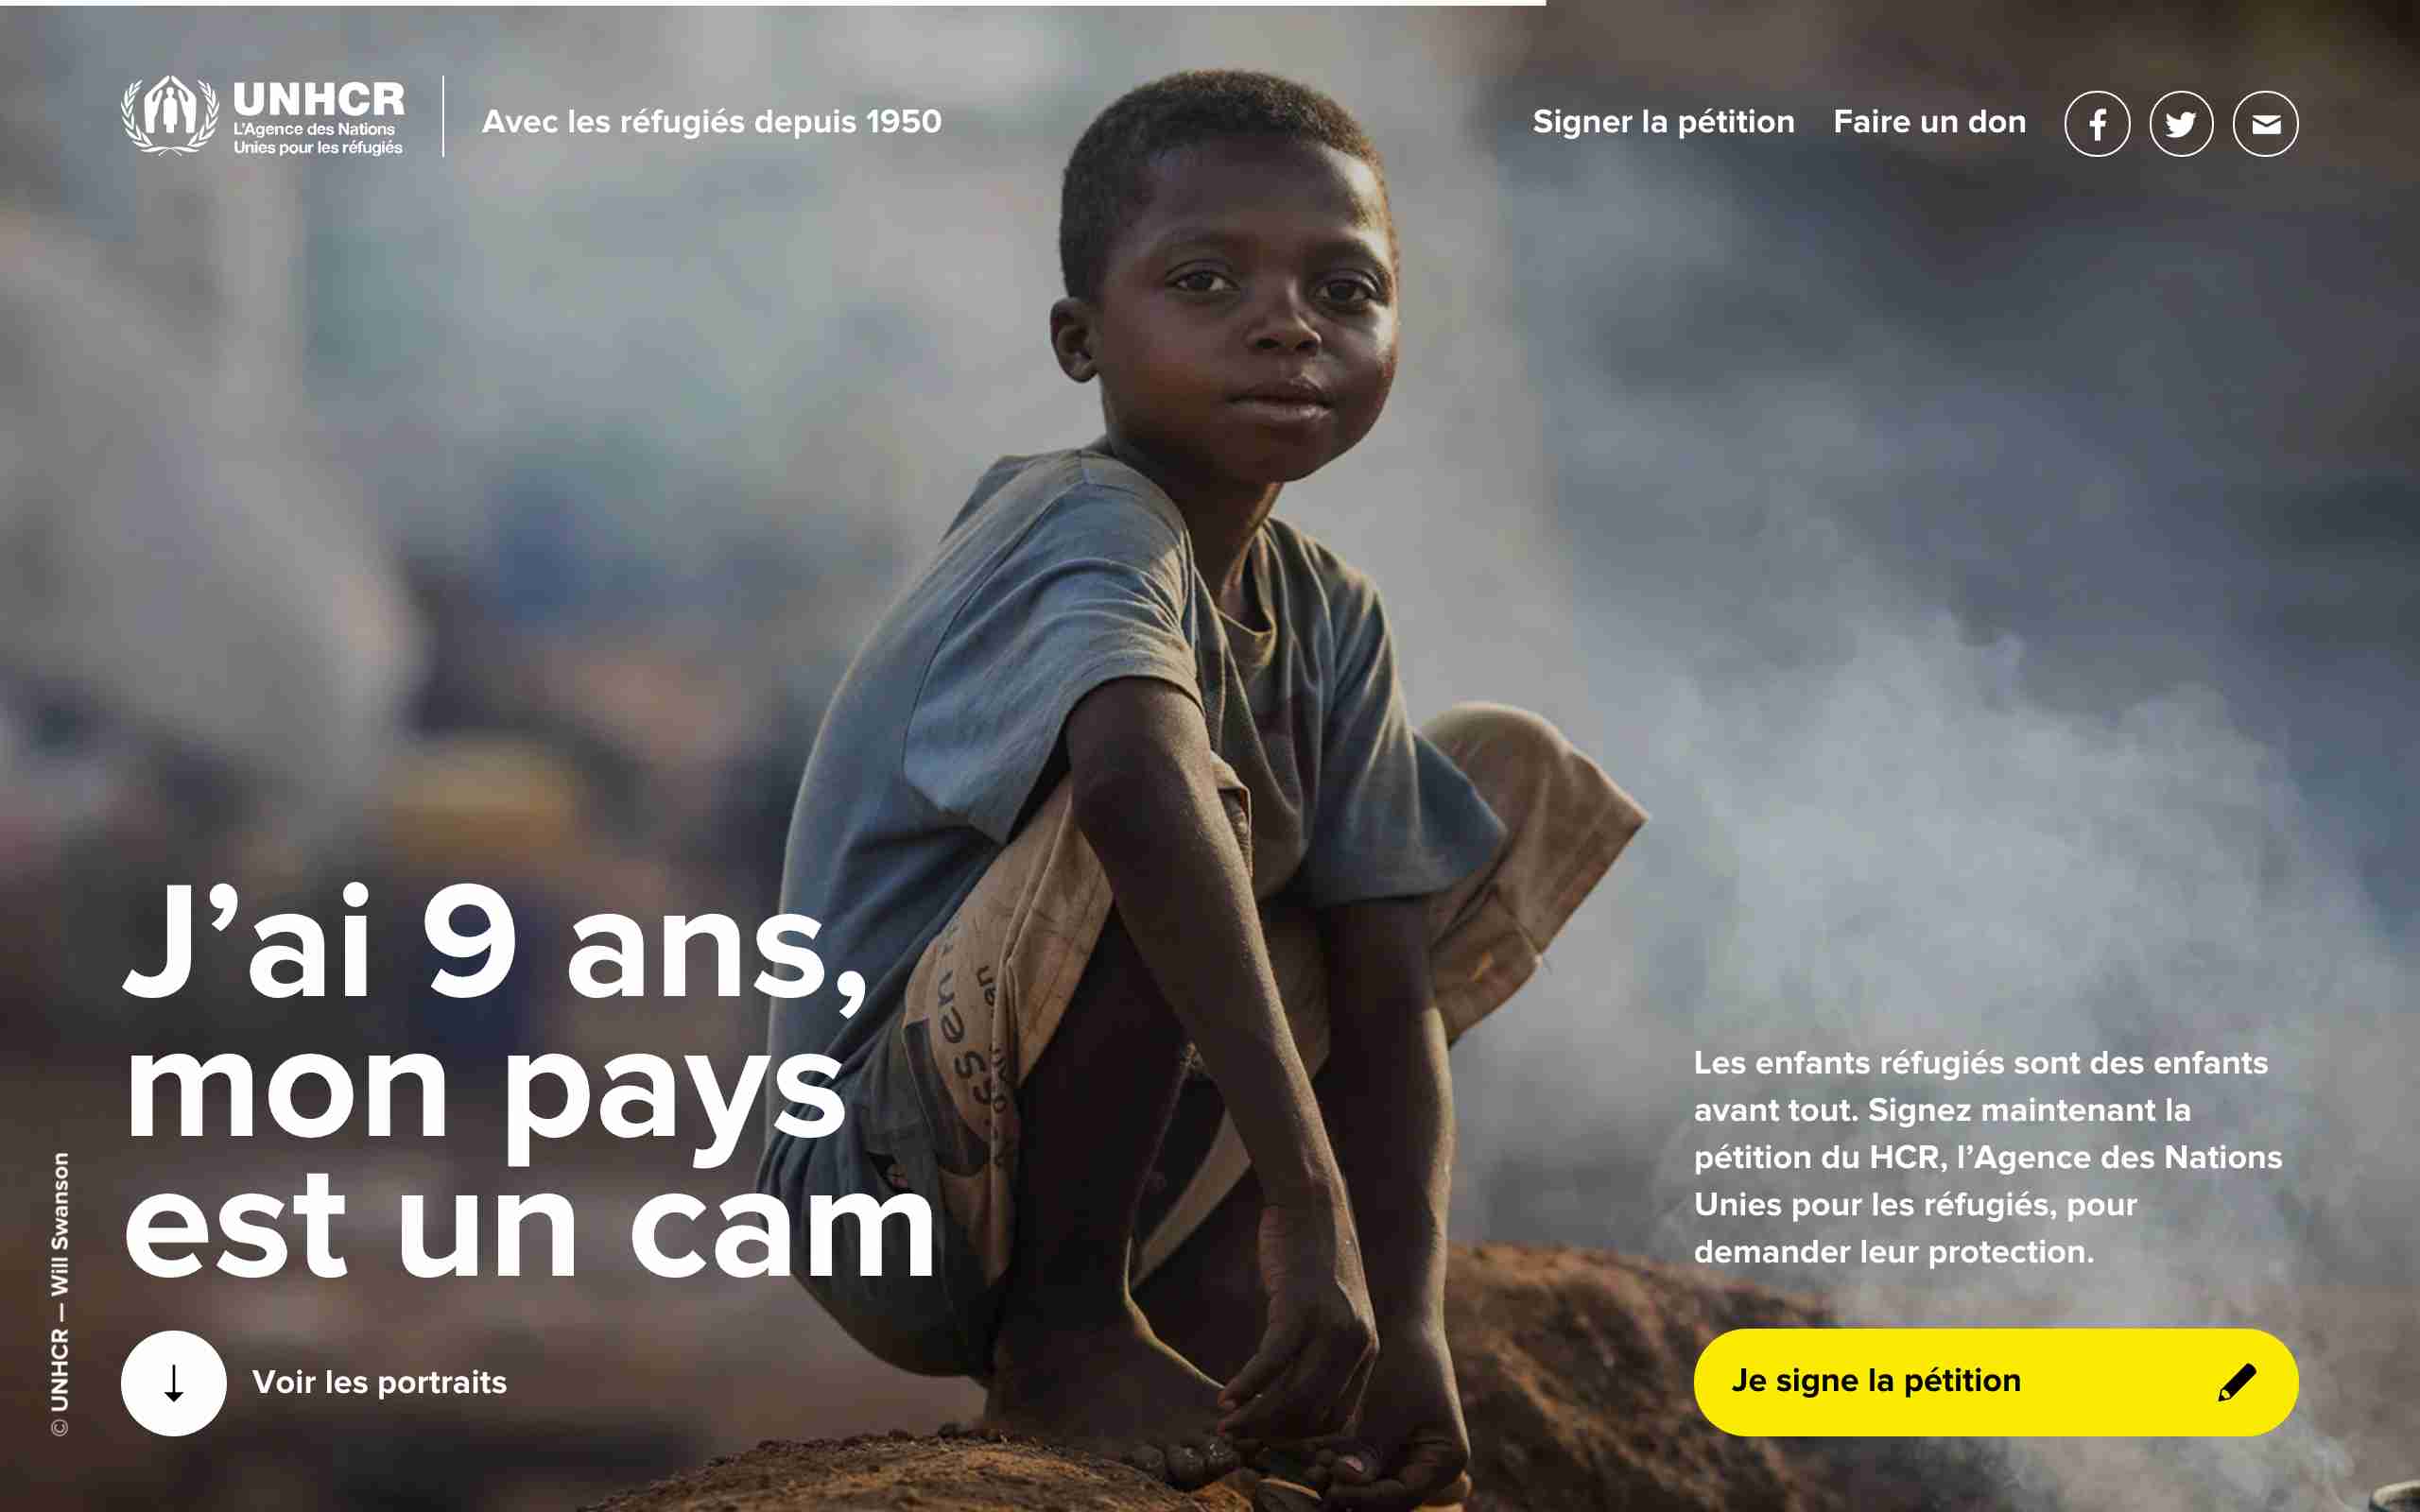 UNHCR
L'Agence des Nations
Unies pour les réfugiés
Avec les réfugiés depuis 1950
Signer la pétition
Faire un don
J’ai 9 ans,
mon pays
est un cam
Voir les portraits
© UNHCR — Will Swanson
Les enfants réfugiés sont des enfants
avant tout. Signez maintenant la
pétition du HCR, l’Agence des Nations
Unies pour les réfugiés, pour
demander leur protection.
Je signe la pétition